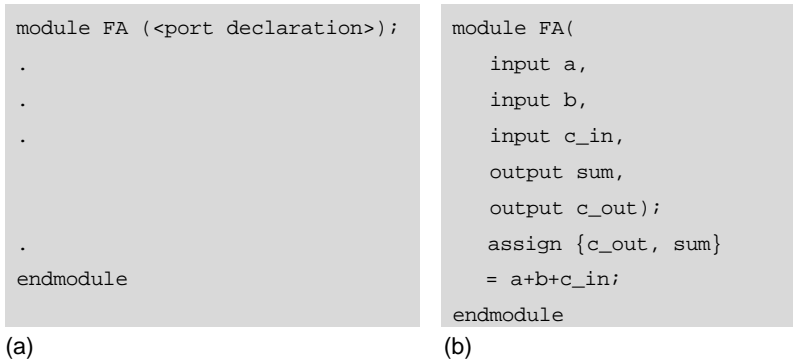 module FA (<port declaration>);
.
.
.
.
endmodule
(a)
module FA(
input a,
input b,
input c_in,
output sum,
output c_out);
assign {c_out, sum}
= a+b+c_in;
endmodule
(b)